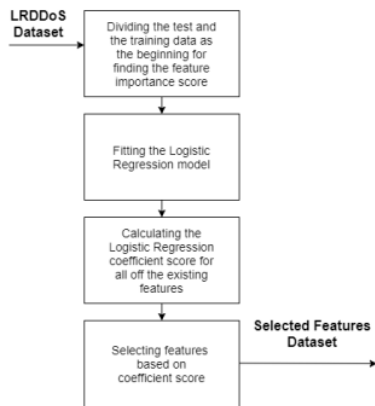 LRDDoS
Dataset
Dividing the test and
the training data as
the beginning for
finding the feature
importance score
Fitting the Logistic
Regression model
Calculating the
Logistic Regression
coefficient score for
all off the existing
features
Selecting features
based on
coefficient score
Selected Features
Dataset